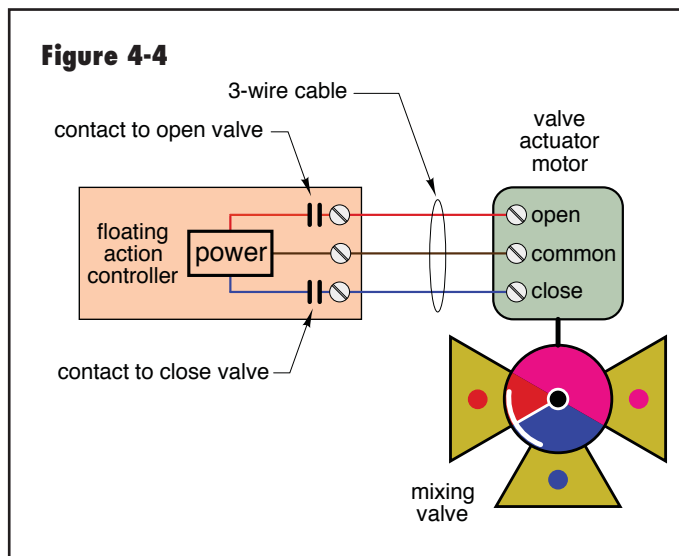 Figure 4-4
3-wire cable
contact to open valve
valve
actuator
motor
floating
action
controller
power
open
common
close
contact to close valve
mixing
valve